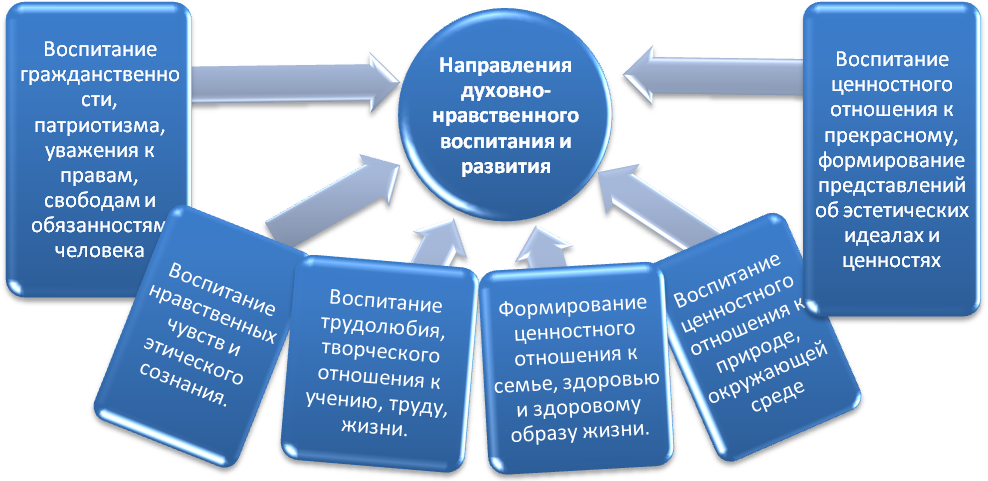 Воспитание
гражданственно
сти,
патриотизма,
уважения к
правам,
свободам и
обязанностям
человека
Направления
духовно-
нравственного
воспитания и
развития
Воспитание
ценностного
отношения к
прекрасному,
формирование
представлений
об эстетических
идеалах и
ценностях
Воспитание
нравственных
чувств и
этического
сознания.
Воспитание
трудолюбия,
творческого
отношения к
учению, труду,
жизни.
Формирование
ценностного
отношения к
семье, здоровью
и здоровому
образу жизни.
Воспитание
ценностного
отношения к
природе,
окружающей
среде